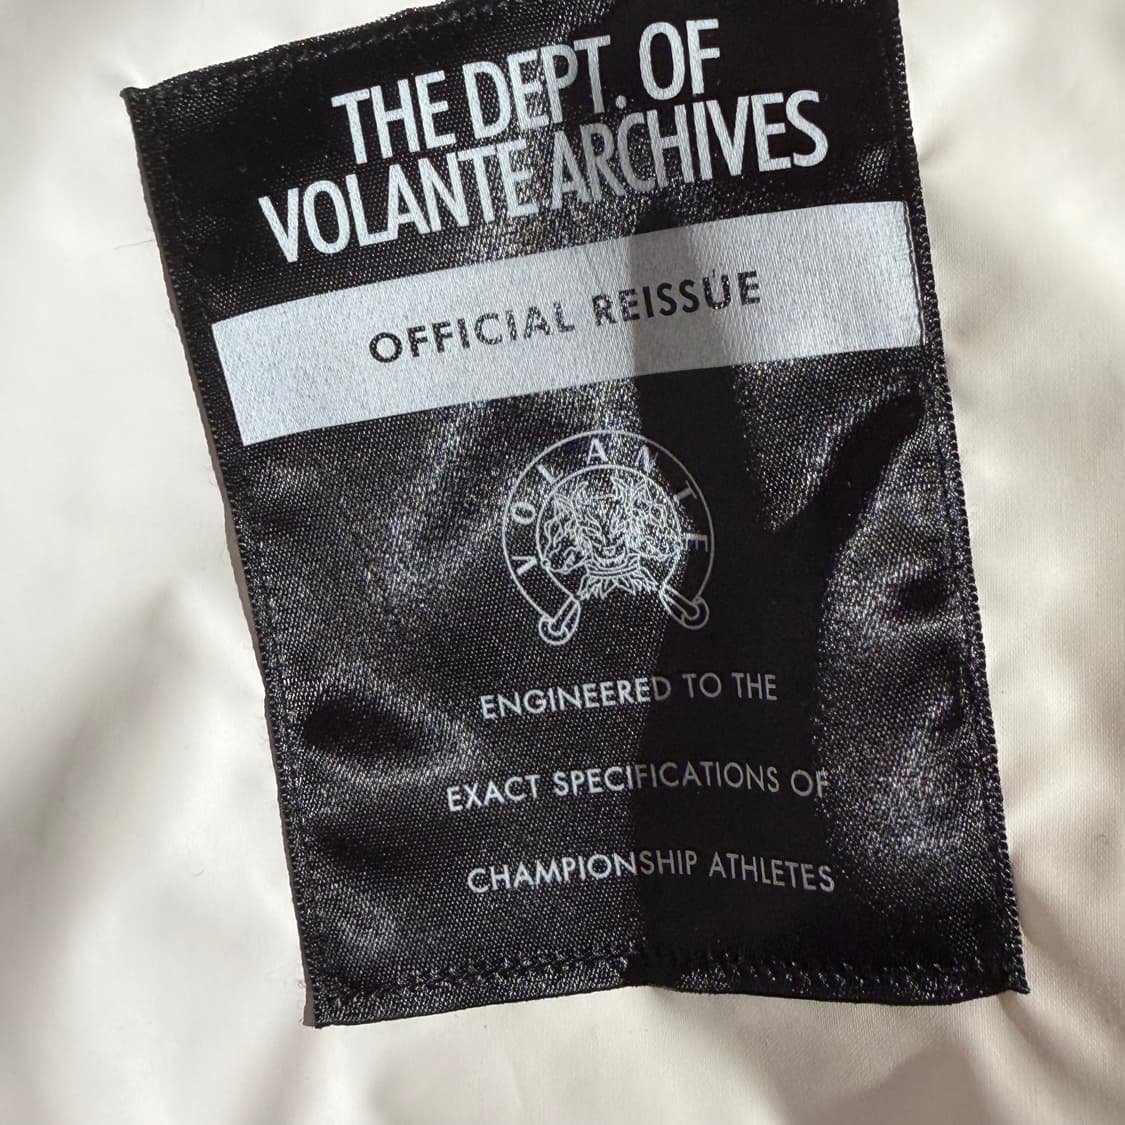 THE DEPT. OF
VOLANTE ARCHIVES
OFFICIAL REISSUE
VOLANTE
ENGINEERED TO THE
EXACT SPECIFICATIONS OF
CHAMPIONSHIP ATHLETES